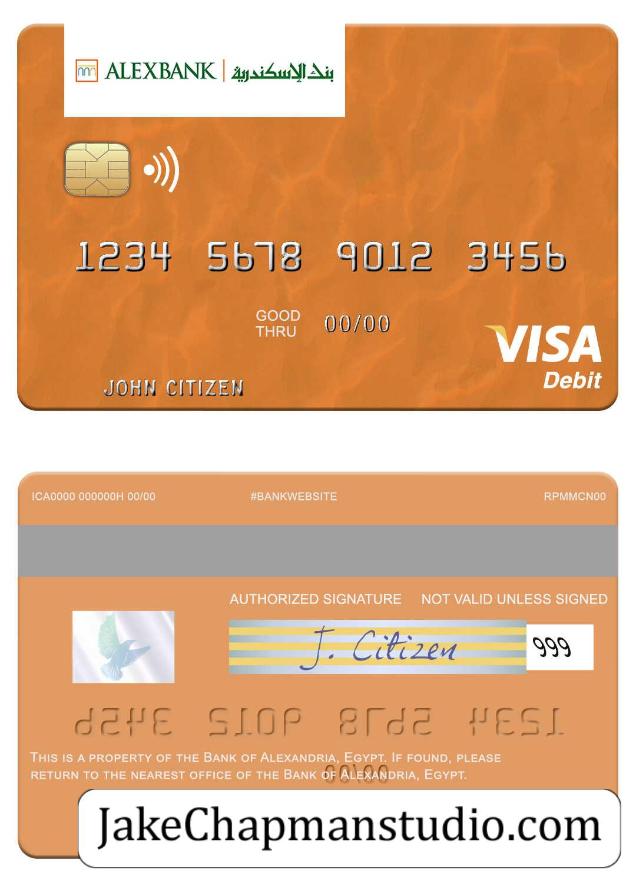 ALEXBANK | بنك الإسكندرية
1234 5678 9012 3456
GOOD
THRU 00/00
VISA
Debit
JOHN CITIZEN
ICA0000 000000H 00/00 #BANKWEBSITE RPMMCN00
AUTHORIZED SIGNATURE NOT VALID UNLESS SIGNED
J. Citizen 999
THIS IS A PROPERTY OF THE BANK OF ALEXANDRIA, EGYPT. IF FOUND, PLEASE
RETURN TO THE NEAREST OFFICE OF THE BANK OF ALEXANDRIA, EGYPT.
JakeChapmanstudio.com